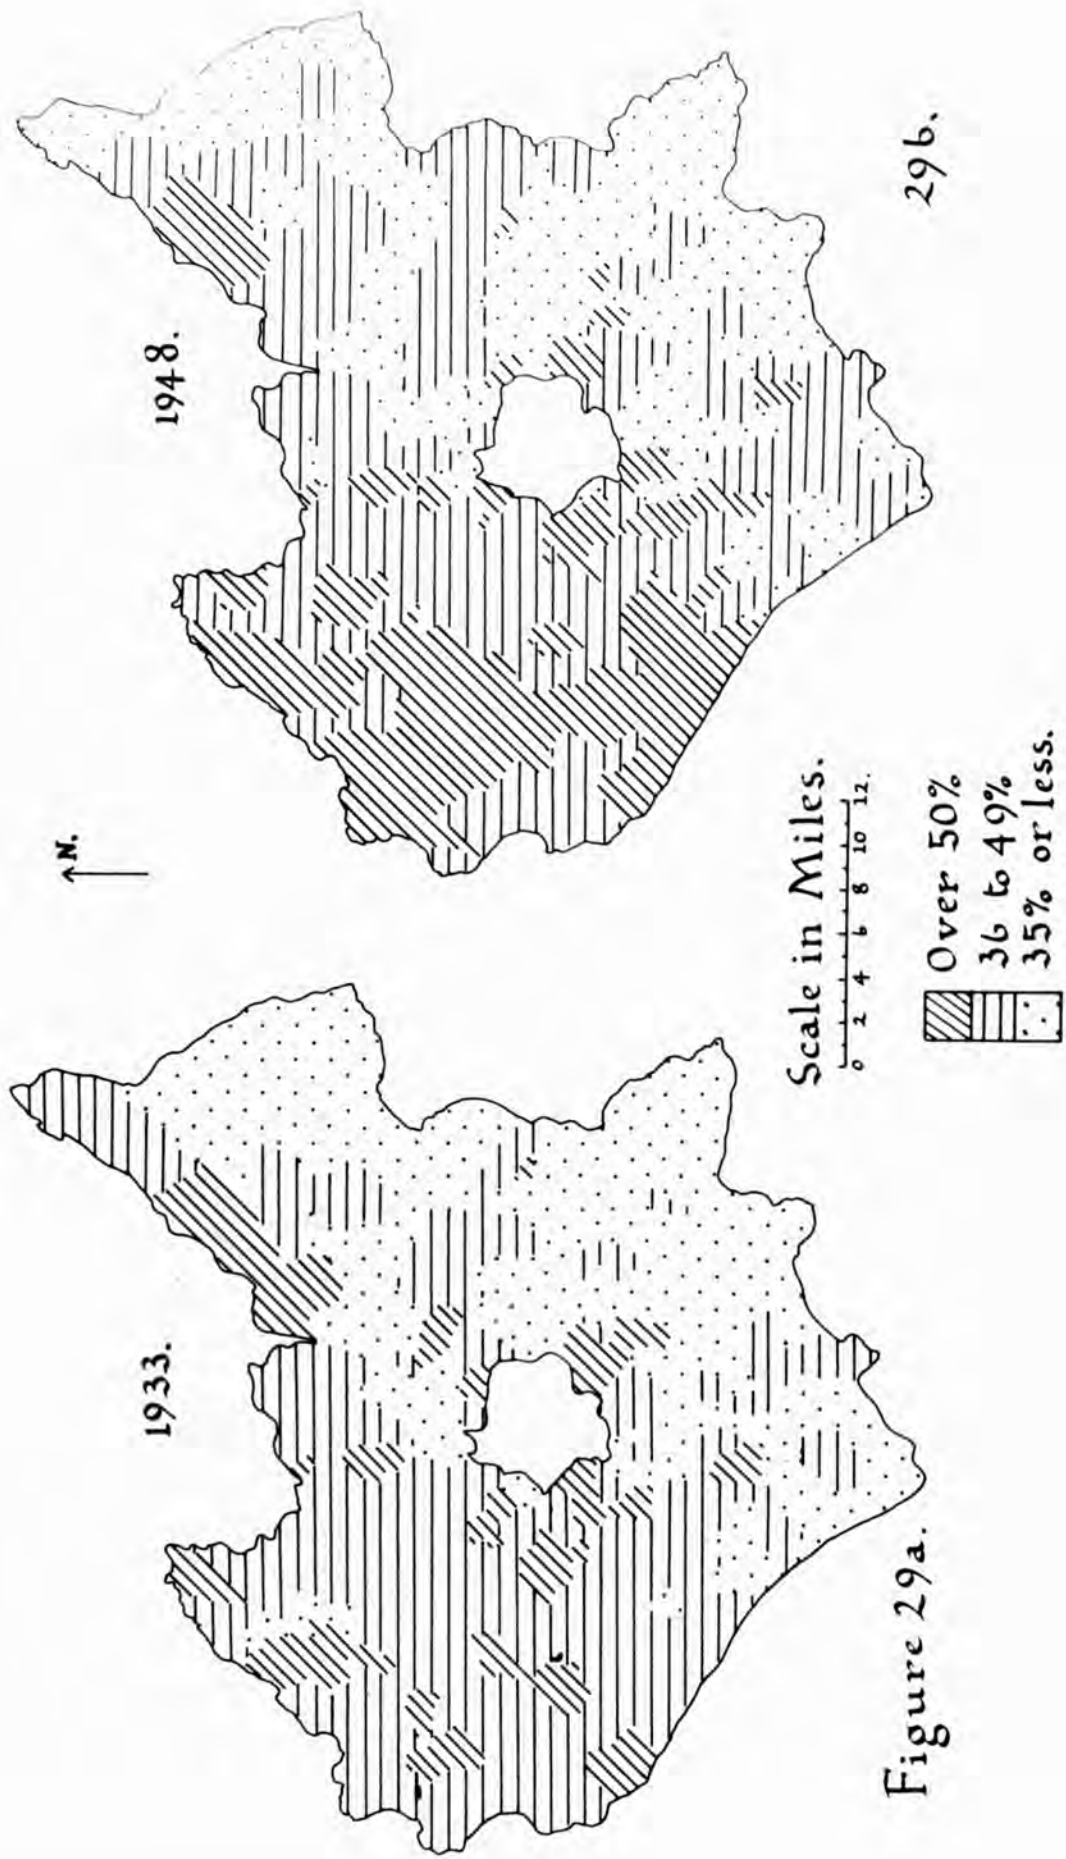 1933.
1948.
N.
Scale in Miles.
0 2 4 6 8 10 12.
Over 50%
36 to 49%
35% or less.
Figure 29a.
29b.